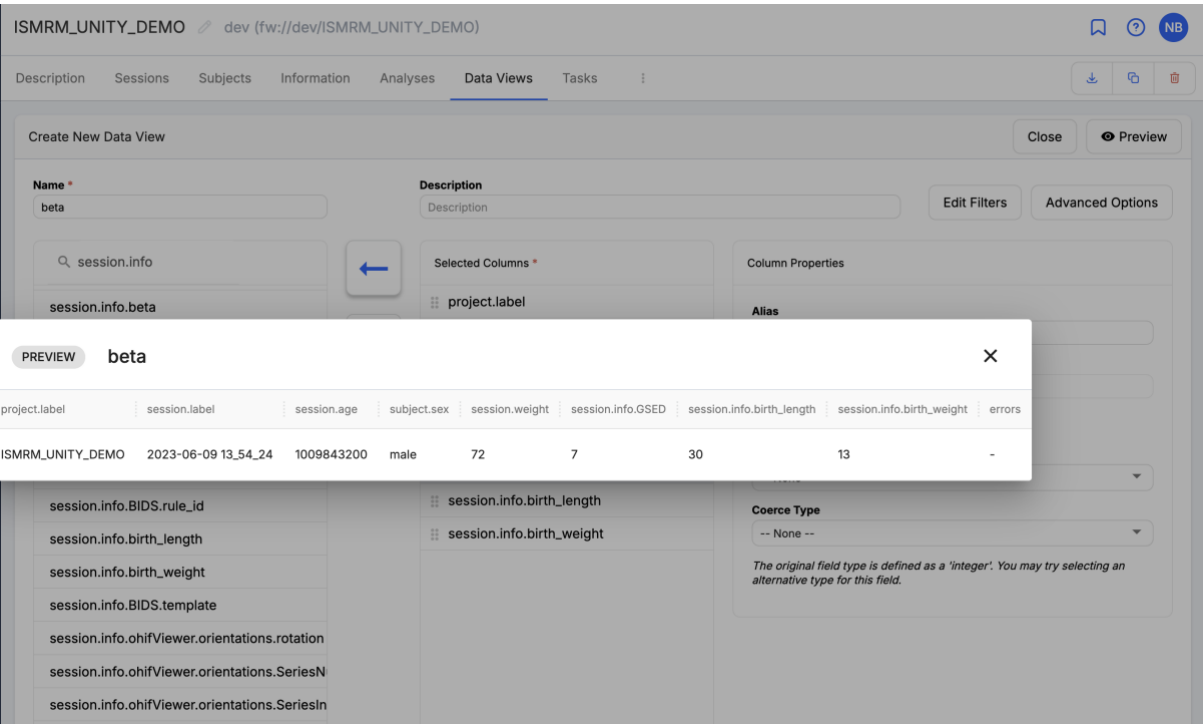 ISMRM_UNITY_DEMO dev (fw://dev/ISMRM_UNITY_DEMO) NB
Description Sessions Subjects Information Analyses Data Views Tasks
Create New Data View Close Preview
Name * Description
beta Description Edit Filters Advanced Options
session.info Selected Columns * Column Properties
session.info.beta project.label Alias
PREVIEW beta
project.label session.label session.age subject.sex session.weight session.info.GSED session.info.birth_length session.info.birth_weight errors
ISMRM_UNITY_DEMO 2023-06-09 13_54_24 1009843200 male 72 7 30 13 -
session.info.BIDS.rule_id session.info.birth_length
Coerce Type
session.info.birth_length session.info.birth_weight -- None --
The original field type is defined as a 'integer'. You may try selecting an
session.info.birth_weight alternative type for this field.
session.info.BIDS.template
session.info.ohifViewer.orientations.rotation
session.info.ohifViewer.orientations.SeriesN
session.info.ohifViewer.orientations.SeriesIn